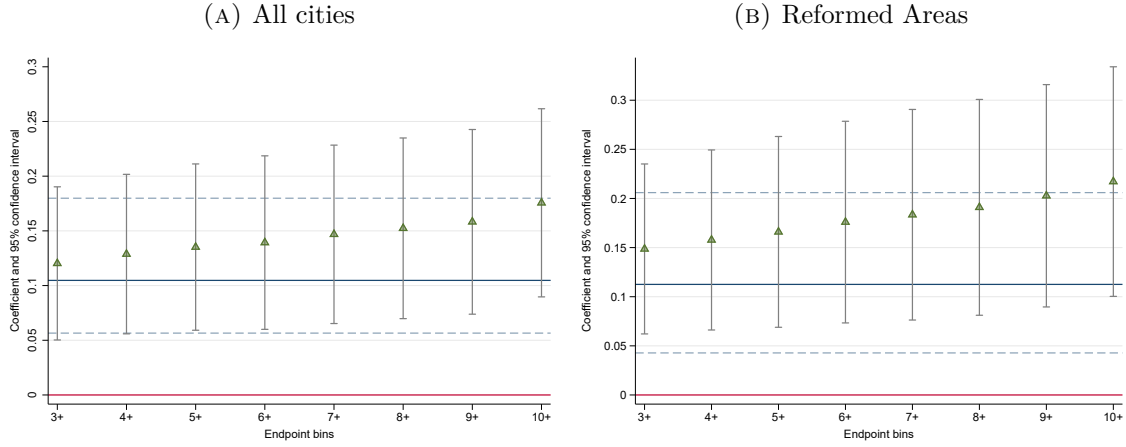 (A) All cities
Coefficient and 95% confidence interval
0.3
0.25
0.2
0.15
0.1
0.05
0
3+ 4+ 5+ 6+ 7+ 8+ 9+ 10+
Endpoint bins
(B) Reformed Areas
Coefficient and 95% confidence interval
0.3
0.25
0.2
0.15
0.1
0.05
0
3+ 4+ 5+ 6+ 7+ 8+ 9+ 10+
Endpoint bins